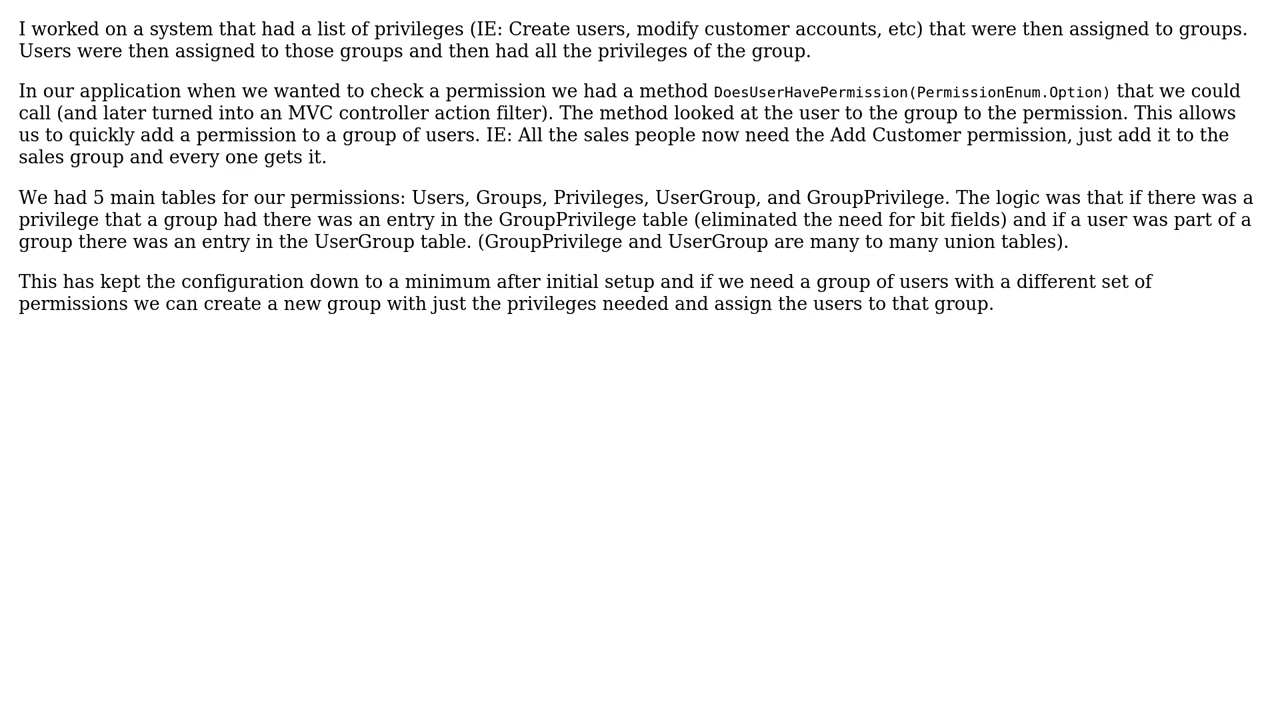 I worked on a system that had a list of privileges (IE: Create users, modify customer accounts, etc) that were then assigned to groups.
Users were then assigned to those groups and then had all the privileges of the group.
In our application when we wanted to check a permission we had a method DoesUserHavePermission(PermissionEnum.Option) that we could
call (and later turned into an MVC controller action filter). The method looked at the user to the group to the permission. This allows
us to quickly add a permission to a group of users. IE: All the sales people now need the Add Customer permission, just add it to the
sales group and every one gets it.
We had 5 main tables for our permissions: Users, Groups, Privileges, UserGroup, and GroupPrivilege. The logic was that if there was a
privilege that a group had there was an entry in the GroupPrivilege table (eliminated the need for bit fields) and if a user was part of a
group there was an entry in the UserGroup table. (GroupPrivilege and UserGroup are many to many union tables).
This has kept the configuration down to a minimum after initial setup and if we need a group of users with a different set of
permissions we can create a new group with just the privileges needed and assign the users to that group.